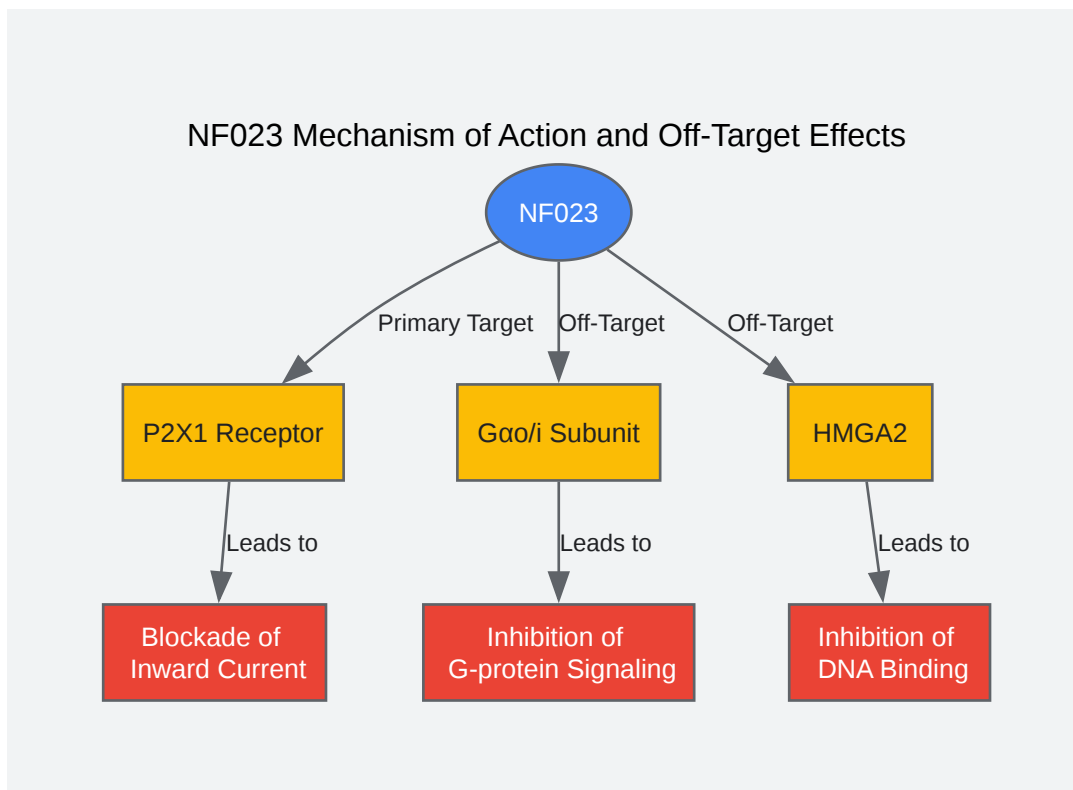 NF023 Mechanism of Action and Off-Target Effects
NF023
Primary Target
Off-Target
Off-Target
P2X1 Receptor
Gαo/i Subunit
HMGA2
Leads to
Leads to
Leads to
Blockade of
Inward Current
Inhibition of
G-protein Signaling
Inhibition of
DNA Binding